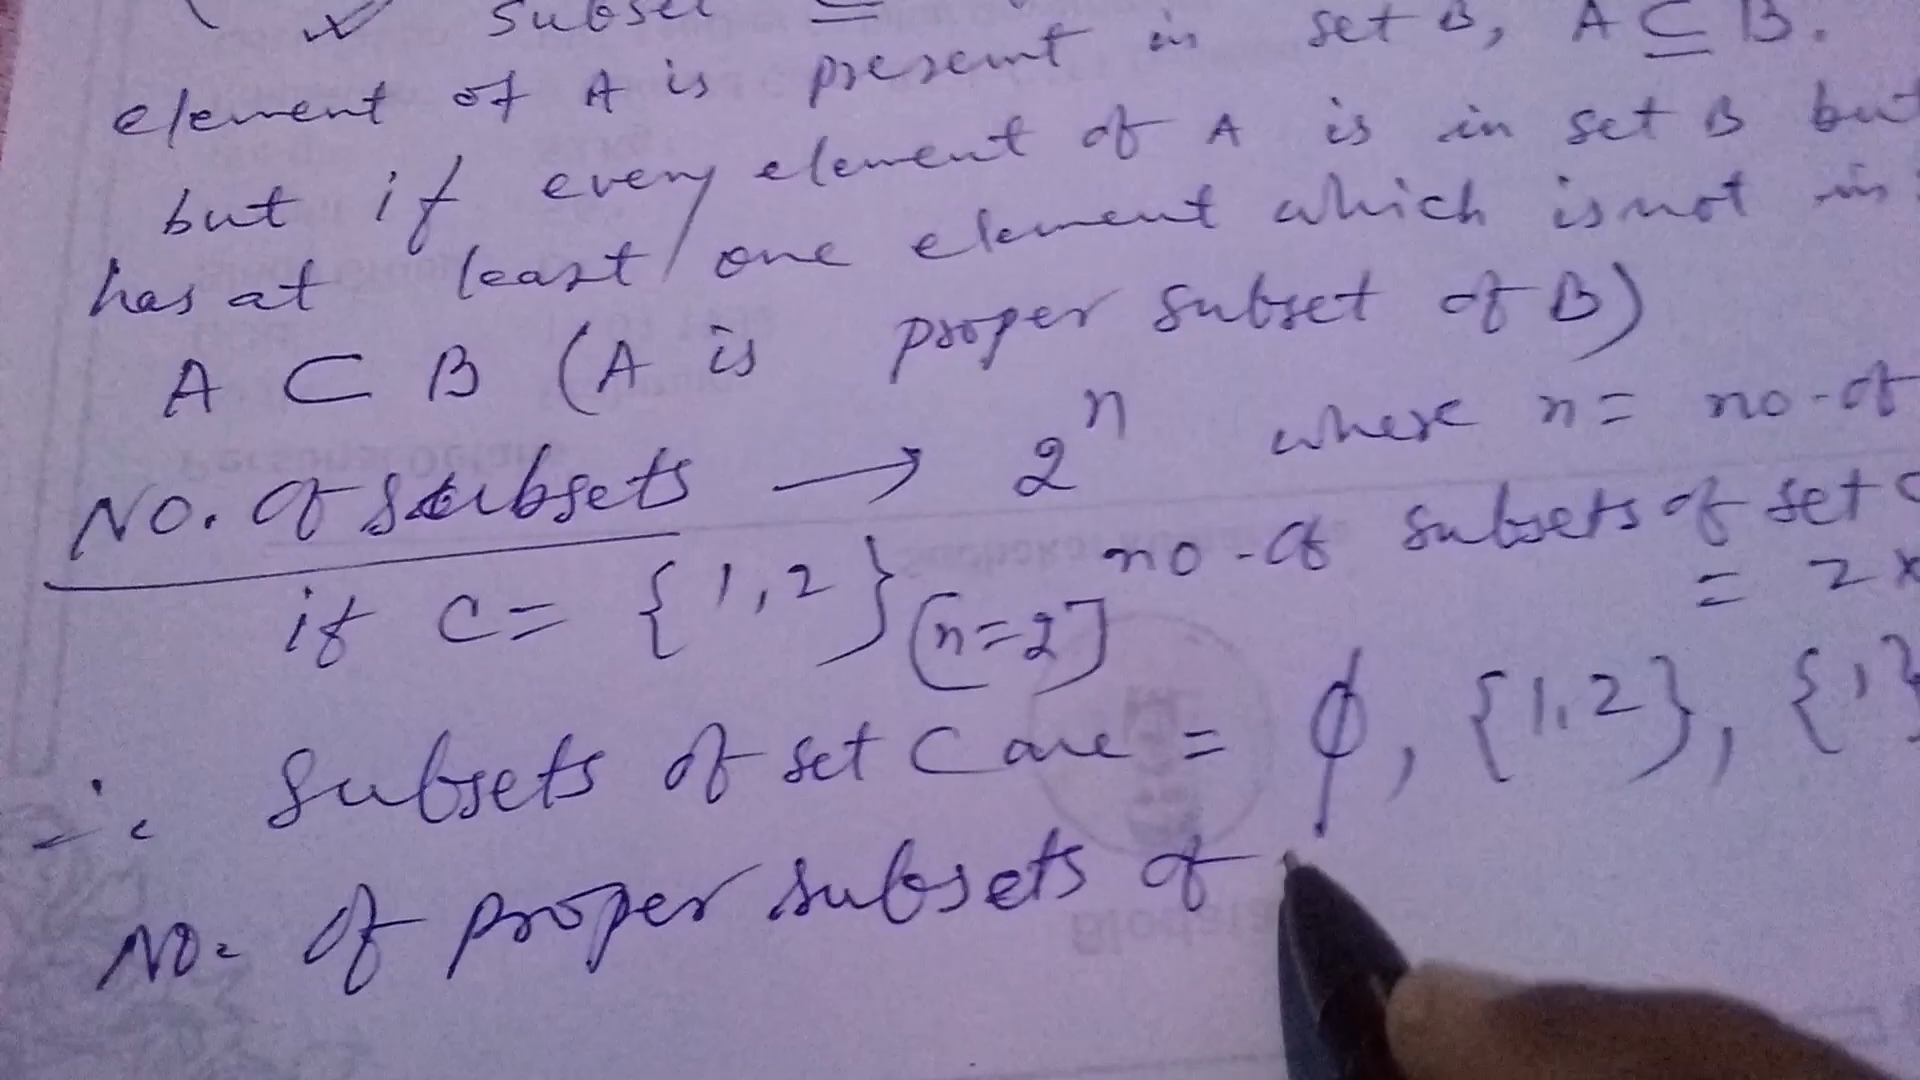 subset ⊆
element of A is present in set B, A ⊆ B.
but if every element of A is in set B but
has at least one element which is not in
A ⊂ B (A is proper subset of B)
No. of subsets → 2^n where n = no. of
if C = {1,2} [n=2] no. of subsets of set C
= 2 ×
∴ Subsets of set C are = ϕ, {1,2}, {1}
No. of proper subsets of